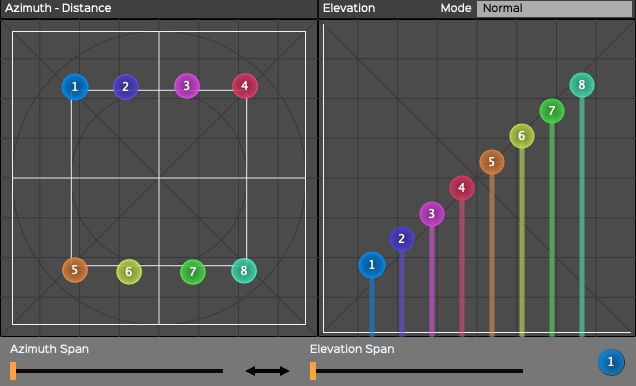 Azimuth - Distance
Elevation Mode Normal
1 2 3 4
5 6 7 8
1 2 3 4 5 6 7 8
Azimuth Span
Elevation Span
1